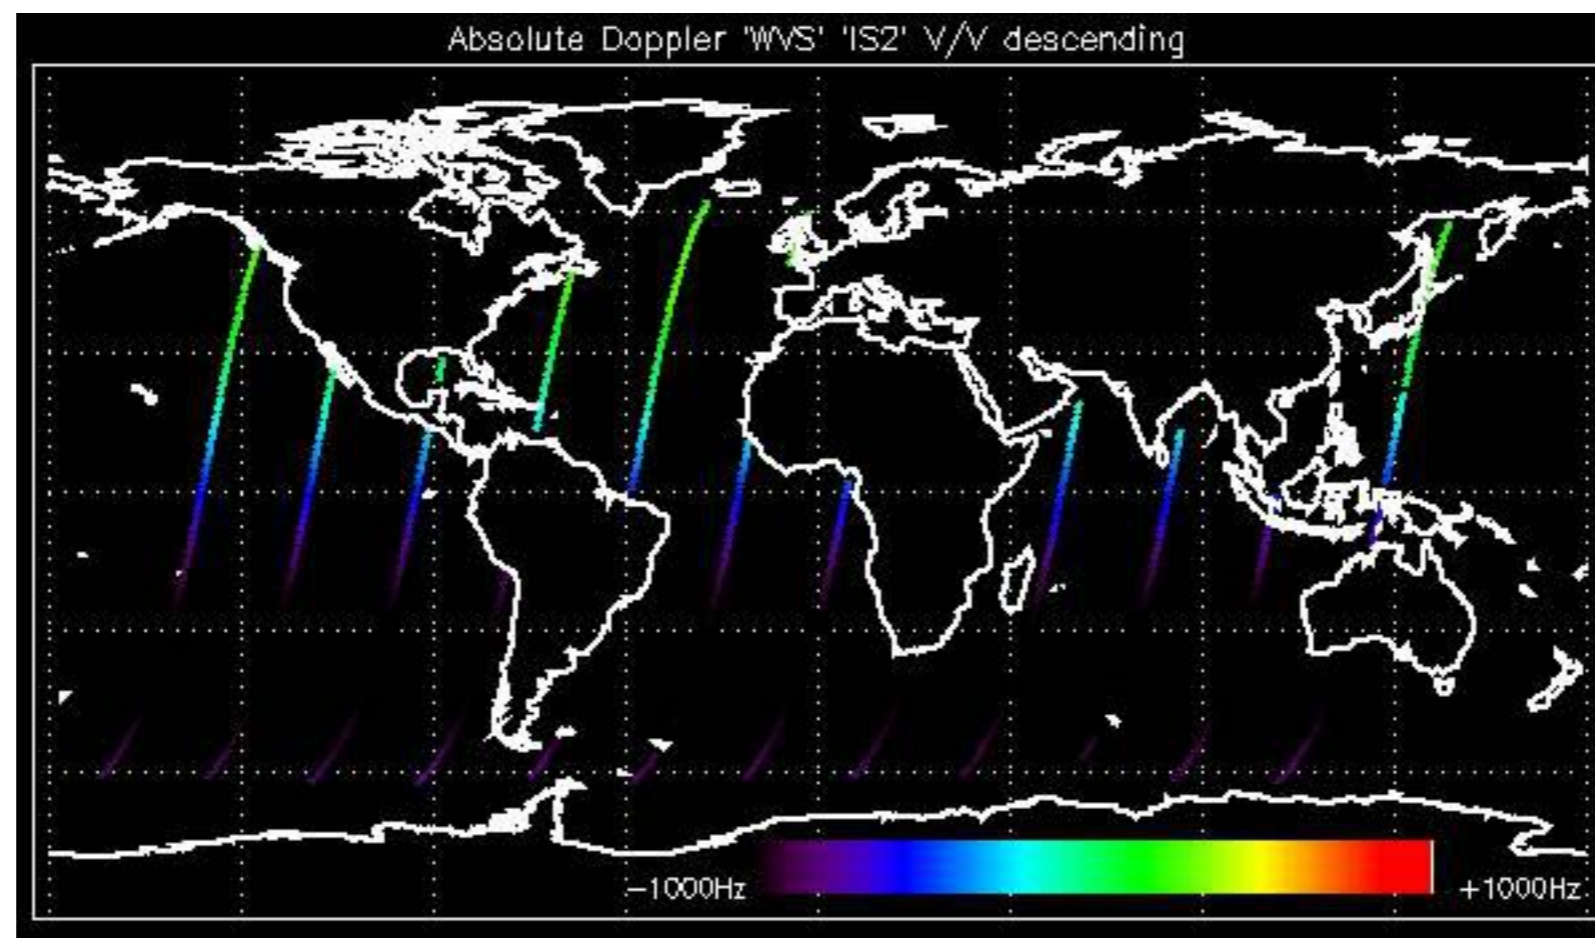 Absolute Doppler 'WVS' 'IS2' V/V descending
−1000Hz
+1000Hz